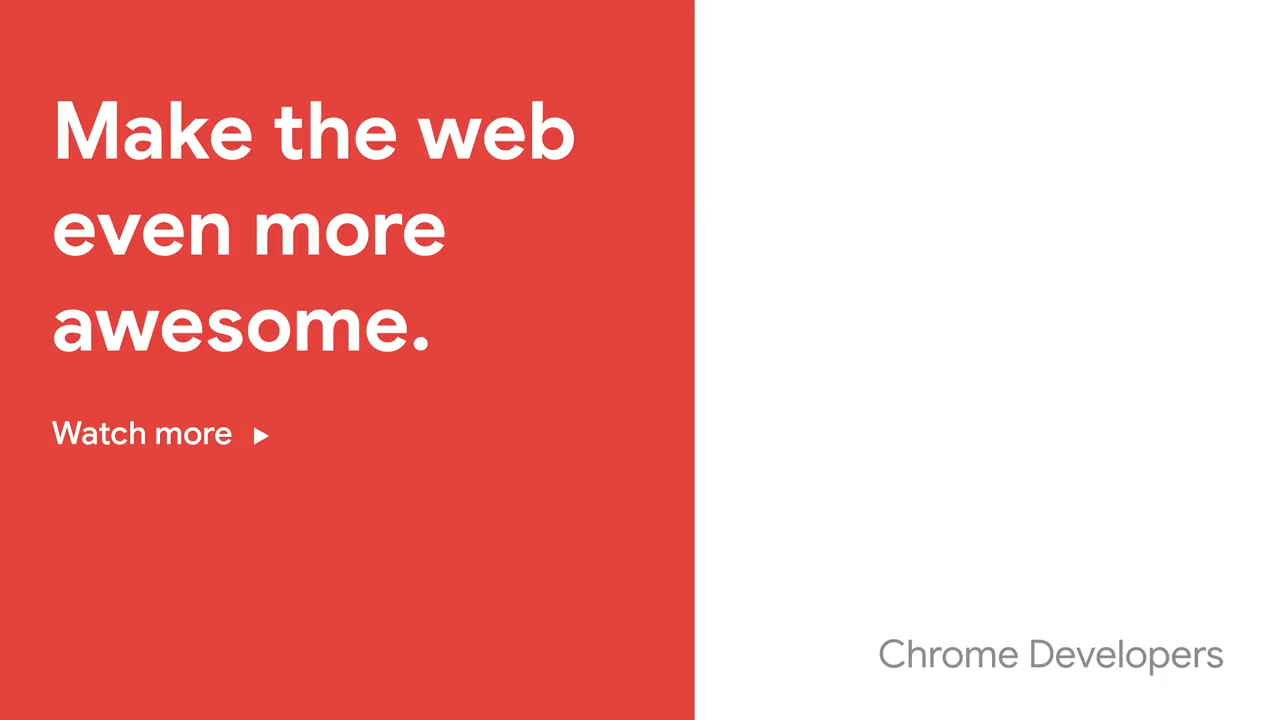 Make the web
even more
awesome.
Watch more
Chrome Developers